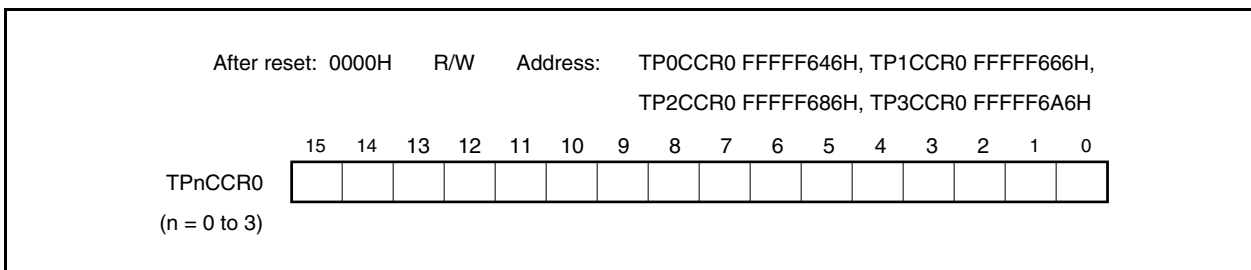 After reset: 0000H R/W Address: TP0CCR0 FFFFF646H, TP1CCR0 FFFFF666H,
TP2CCR0 FFFFF686H, TP3CCR0 FFFFF6A6H
15 14 13 12 11 10 9 8 7 6 5 4 3 2 1 0
TPnCCR0
(n = 0 to 3)